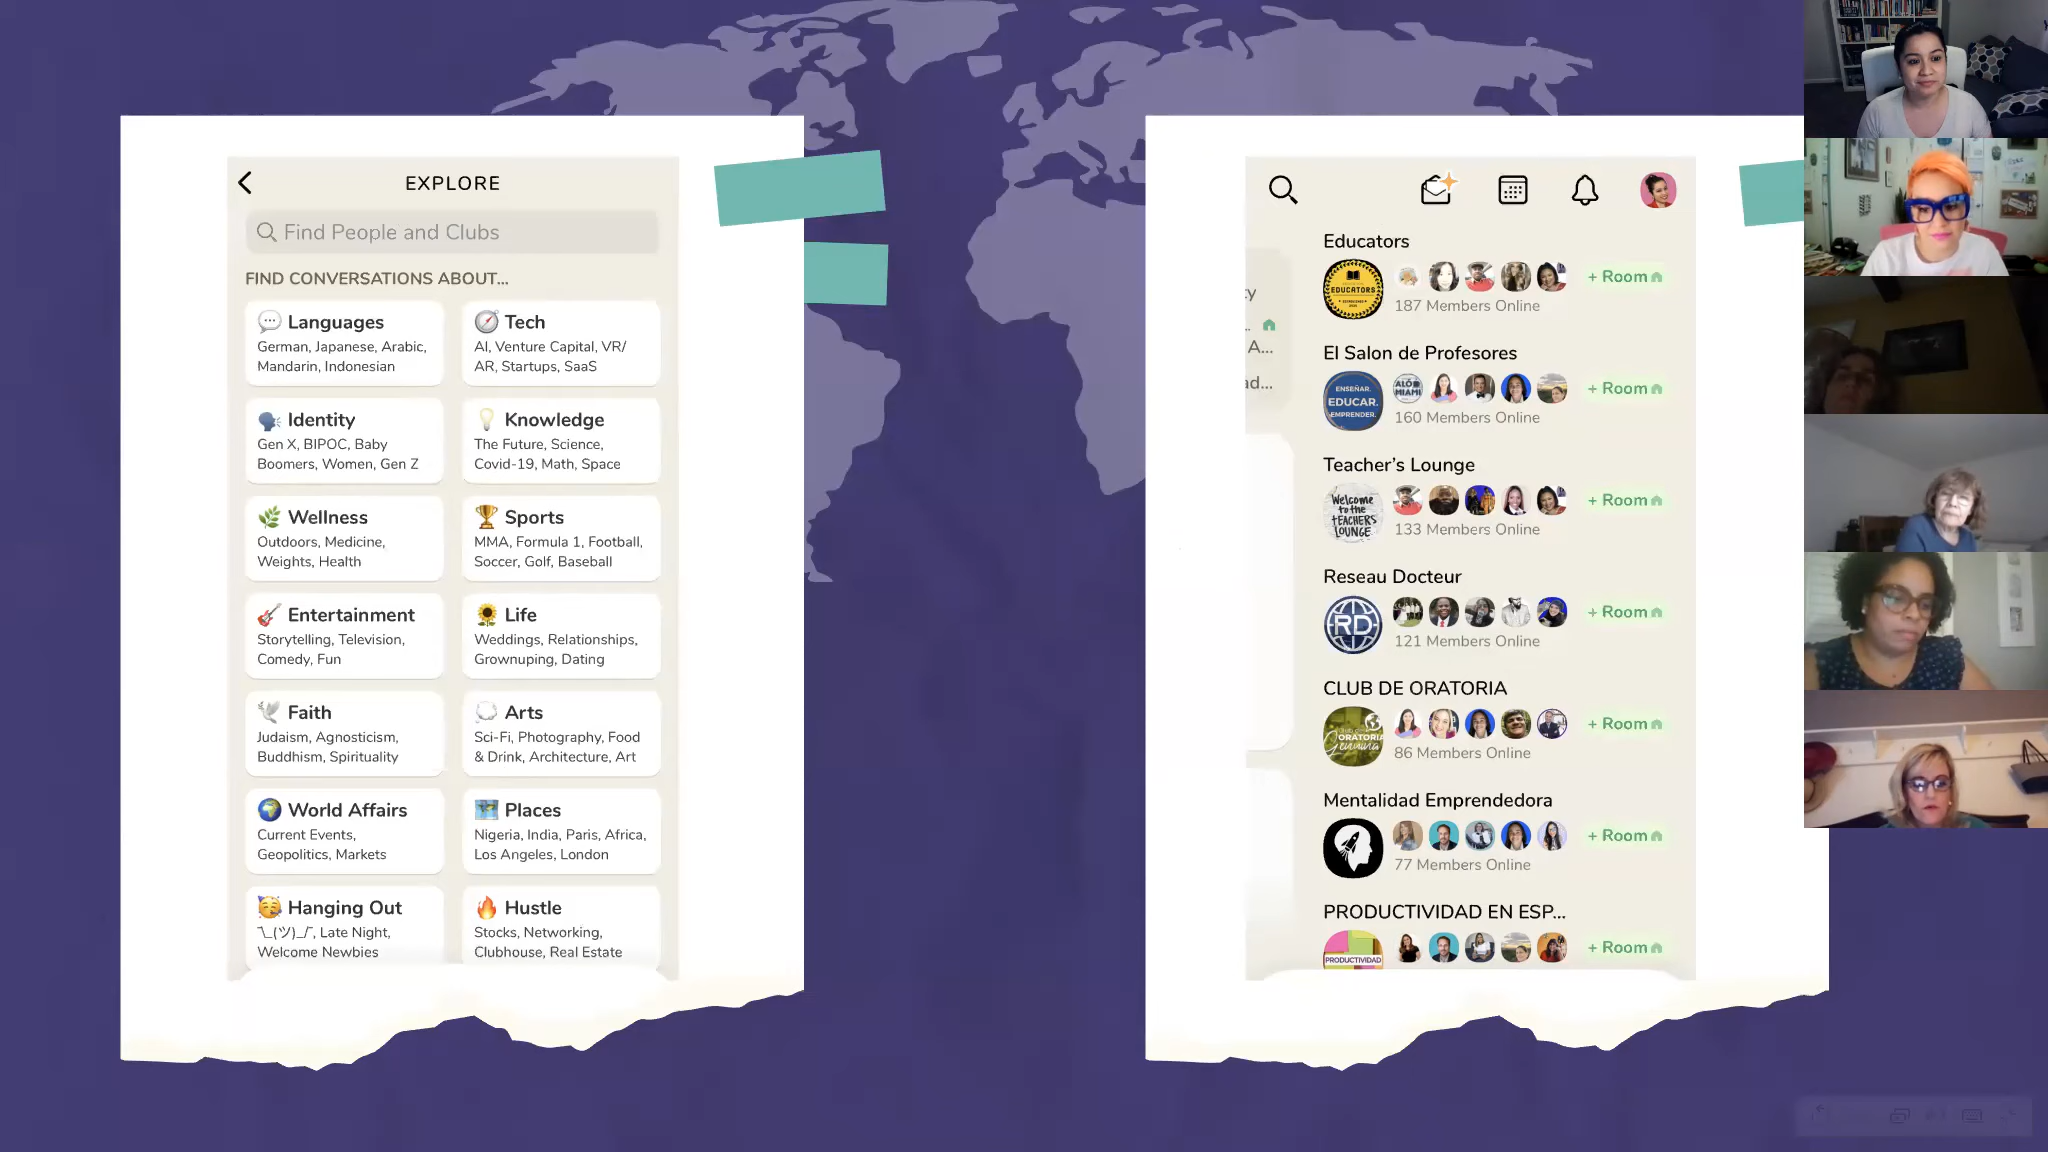 EXPLORE
Find People and Clubs
FIND CONVERSATIONS ABOUT...
Languages
German, Japanese, Arabic,
Mandarin, Indonesian
Tech
AI, Venture Capital, VR/
AR, Startups, SaaS
Identity
Gen X, BIPOC, Baby
Boomers, Women, Gen Z
Knowledge
The Future, Science,
Covid-19, Math, Space
Wellness
Outdoors, Medicine,
Weights, Health
Sports
MMA, Formula 1, Football,
Soccer, Golf, Baseball
Entertainment
Storytelling, Television,
Comedy, Fun
Life
Weddings, Relationships,
Grownuping, Dating
Faith
Judaism, Agnosticism,
Buddhism, Spirituality
Arts
Sci-Fi, Photography, Food
& Drink, Architecture, Art
World Affairs
Current Events,
Geopolitics, Markets
Places
Nigeria, India, Paris, Africa,
Los Angeles, London
Hanging Out
¯\_(ツ)_/¯, Late Night,
Welcome Newbies
Hustle
Stocks, Networking,
Clubhouse, Real Estate
ty
...
A...
ad...
Educators
EDUCATORS
+ Room
187 Members Online
El Salon de Profesores
ENSEÑAR.
EDUCAR.
EMPRENDER.
ALÓ
MIAMI
+ Room
160 Members Online
Teacher's Lounge
Welcome
to the
TEACHERS
LOUNGE
+ Room
133 Members Online
Reseau Docteur
RD
+ Room
121 Members Online
CLUB DE ORATORIA
ORATORIA
Gemma
+ Room
86 Members Online
Mentalidad Emprendedora
+ Room
77 Members Online
PRODUCTIVIDAD EN ESP...
PRODUCTIVIDAD
+ Room